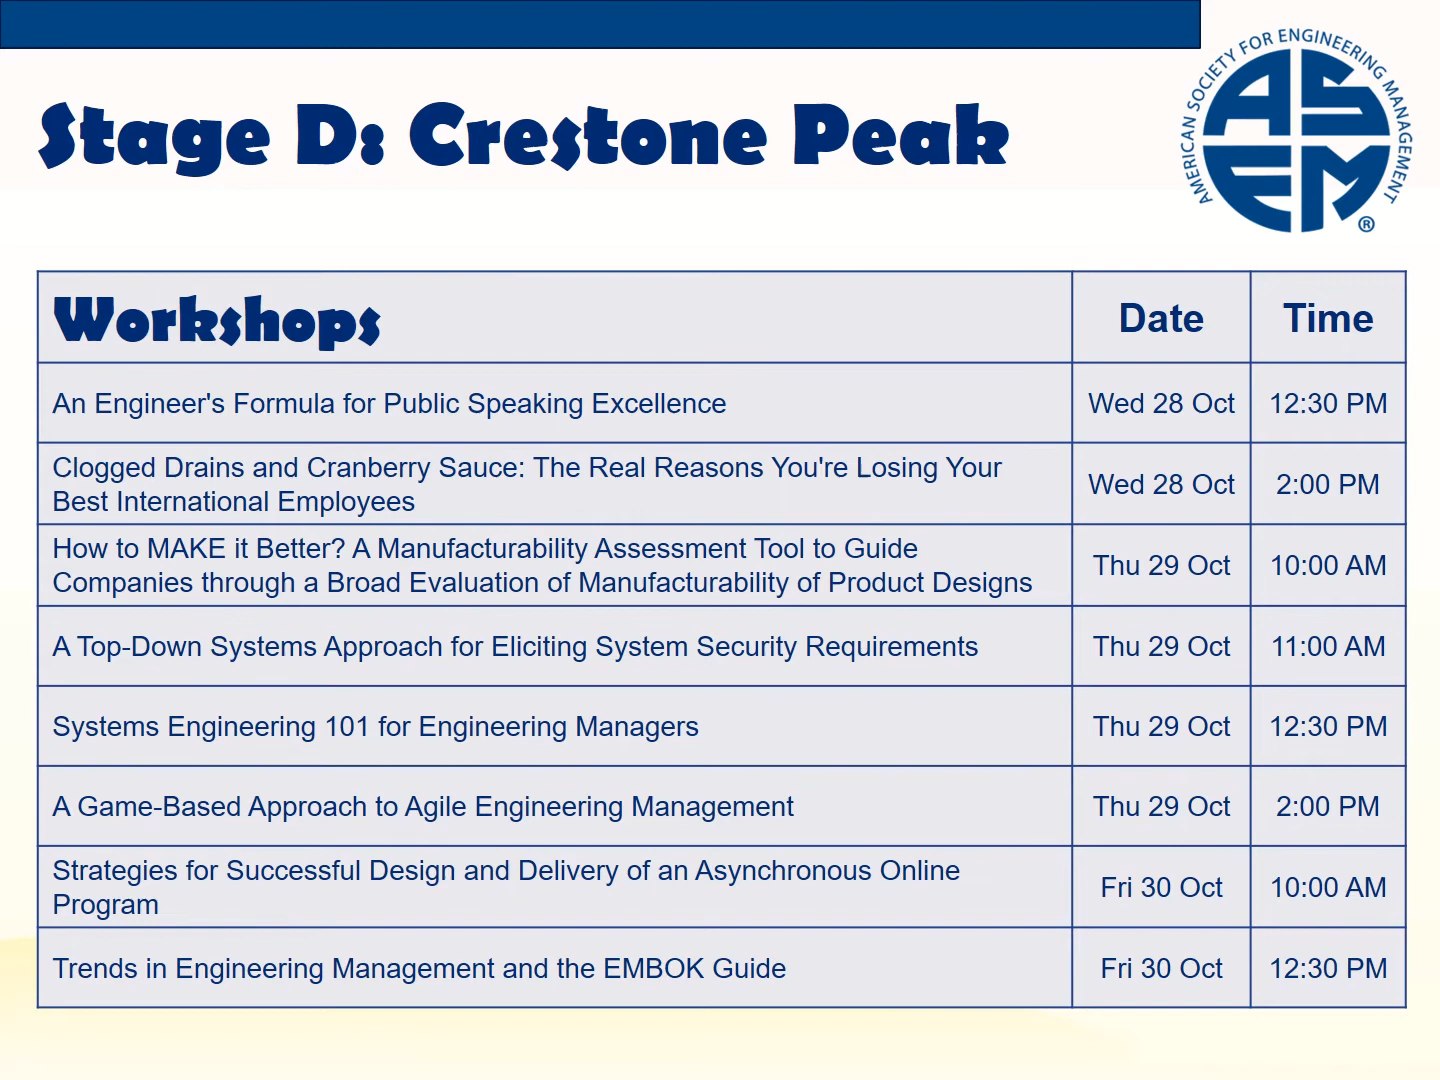 AMERICAN SOCIETY FOR ENGINEERING MANAGEMENT
AS
EM
®
Stage D: Crestone Peak
Workshops Date Time
An Engineer's Formula for Public Speaking Excellence Wed 28 Oct 12:30 PM
Clogged Drains and Cranberry Sauce: The Real Reasons You're Losing Your
Best International Employees Wed 28 Oct 2:00 PM
How to MAKE it Better? A Manufacturability Assessment Tool to Guide
Companies through a Broad Evaluation of Manufacturability of Product Designs Thu 29 Oct 10:00 AM
A Top-Down Systems Approach for Eliciting System Security Requirements Thu 29 Oct 11:00 AM
Systems Engineering 101 for Engineering Managers Thu 29 Oct 12:30 PM
A Game-Based Approach to Agile Engineering Management Thu 29 Oct 2:00 PM
Strategies for Successful Design and Delivery of an Asynchronous Online
Program Fri 30 Oct 10:00 AM
Trends in Engineering Management and the EMBOK Guide Fri 30 Oct 12:30 PM